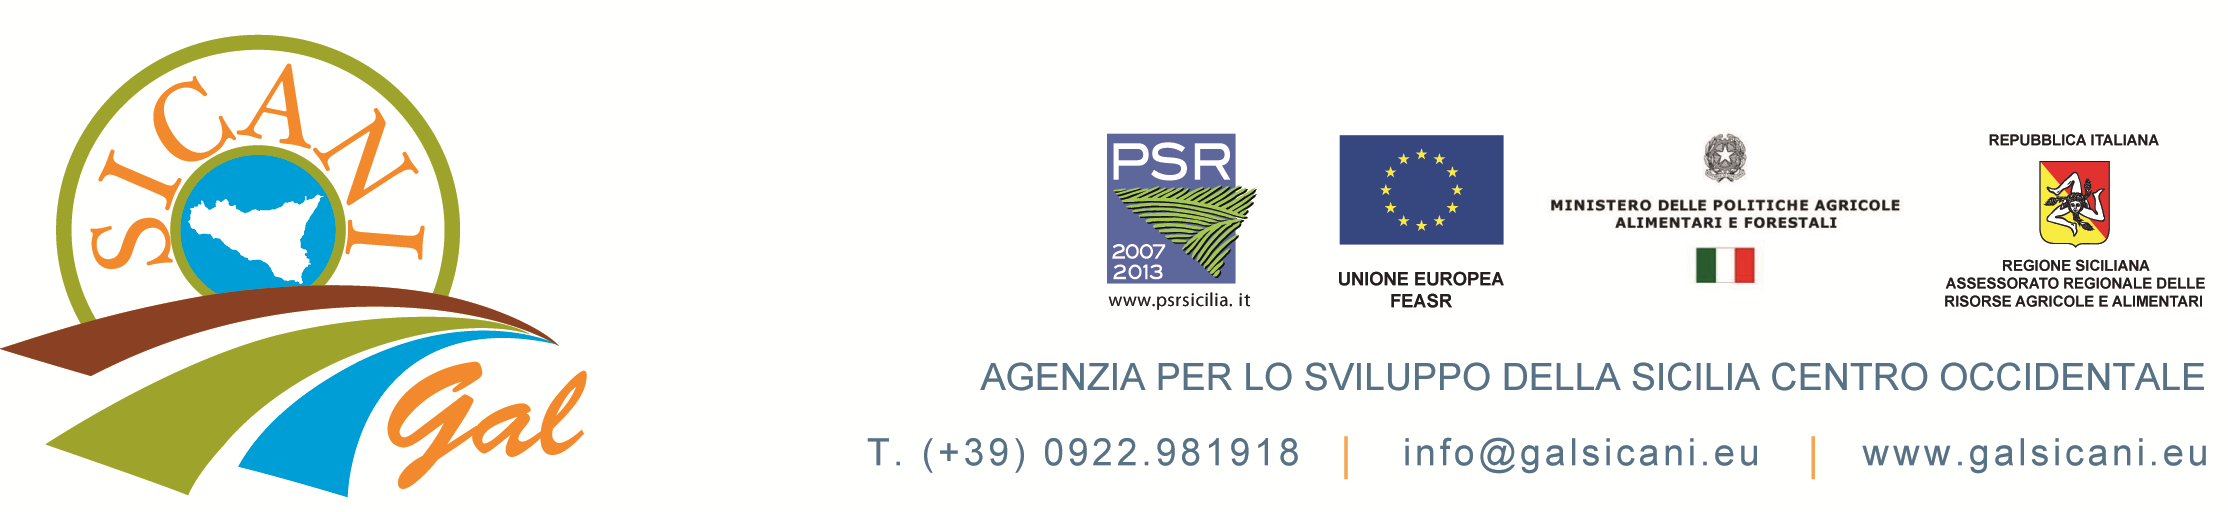 SICANI
Gal
PSR
2007
2013
www.psrsicilia. it
UNIONE EUROPEA
FEASR
MINISTERO DELLE POLITICHE AGRICOLE
ALIMENTARI E FORESTALI
REPUBBLICA ITALIANA
REGIONE SICILIANA
ASSESSORATO REGIONALE DELLE
RISORSE AGRICOLE E ALIMENTARI
AGENZIA PER LO SVILUPPO DELLA SICILIA CENTRO OCCIDENTALE
T. (+39) 0922.981918 | info@galsicani.eu | www.galsicani.eu